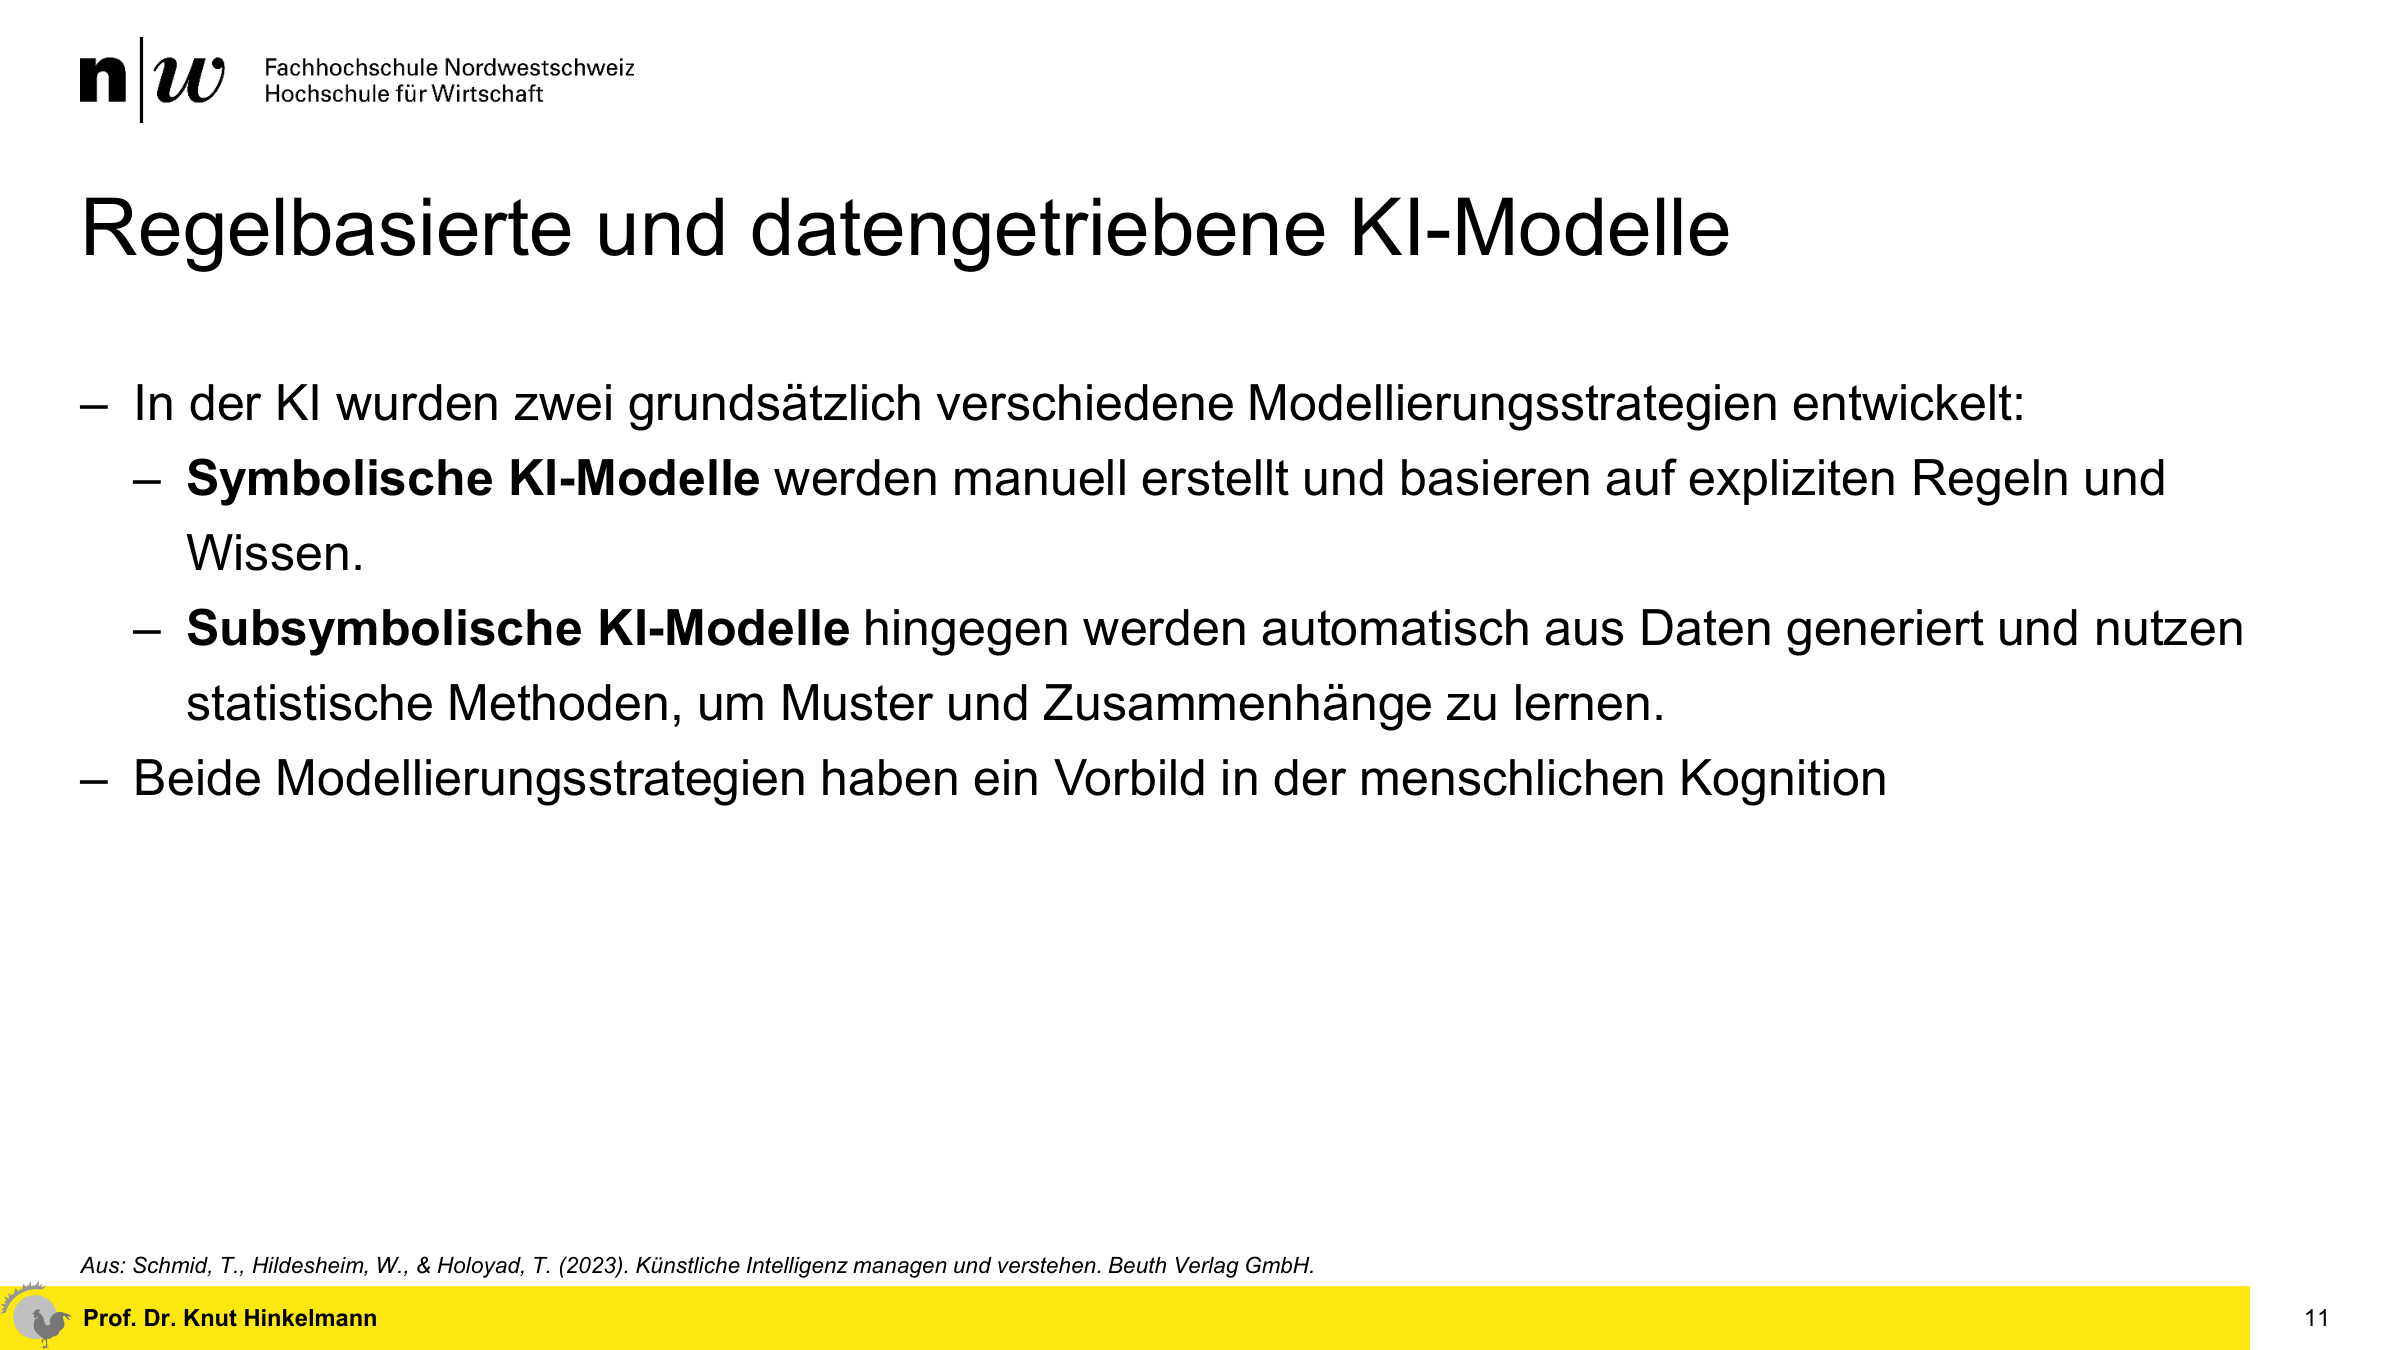 n|w Fachhochschule Nordwestschweiz
Hochschule für Wirtschaft
Regelbasierte und datengetriebene KI-Modelle
– In der KI wurden zwei grundsätzlich verschiedene Modellierungsstrategien entwickelt:
– Symbolische KI-Modelle werden manuell erstellt und basieren auf expliziten Regeln und
Wissen.
– Subsymbolische KI-Modelle hingegen werden automatisch aus Daten generiert und nutzen
statistische Methoden, um Muster und Zusammenhänge zu lernen.
– Beide Modellierungsstrategien haben ein Vorbild in der menschlichen Kognition
Aus: Schmid, T., Hildesheim, W., & Holoyad, T. (2023). Künstliche Intelligenz managen und verstehen. Beuth Verlag GmbH.
Prof. Dr. Knut Hinkelmann
11